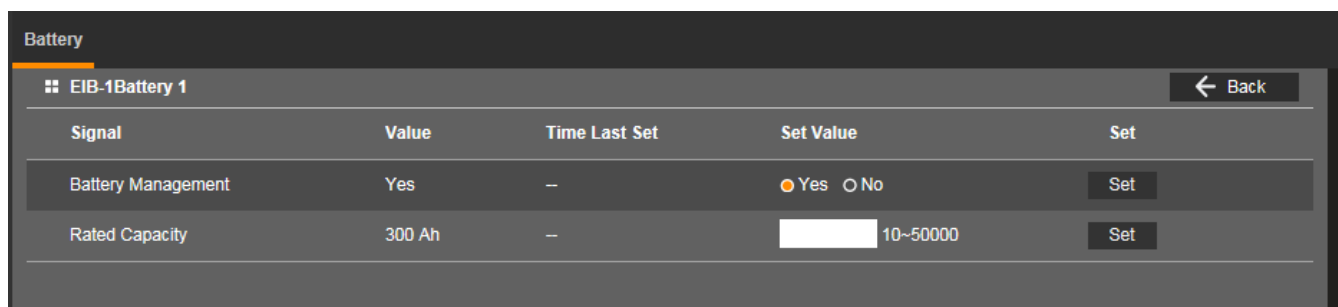 Battery
EIB-1Battery 1
Back
Signal Value Time Last Set Set Value Set
Battery Management Yes -- Yes No Set
Rated Capacity 300 Ah -- 10~50000 Set